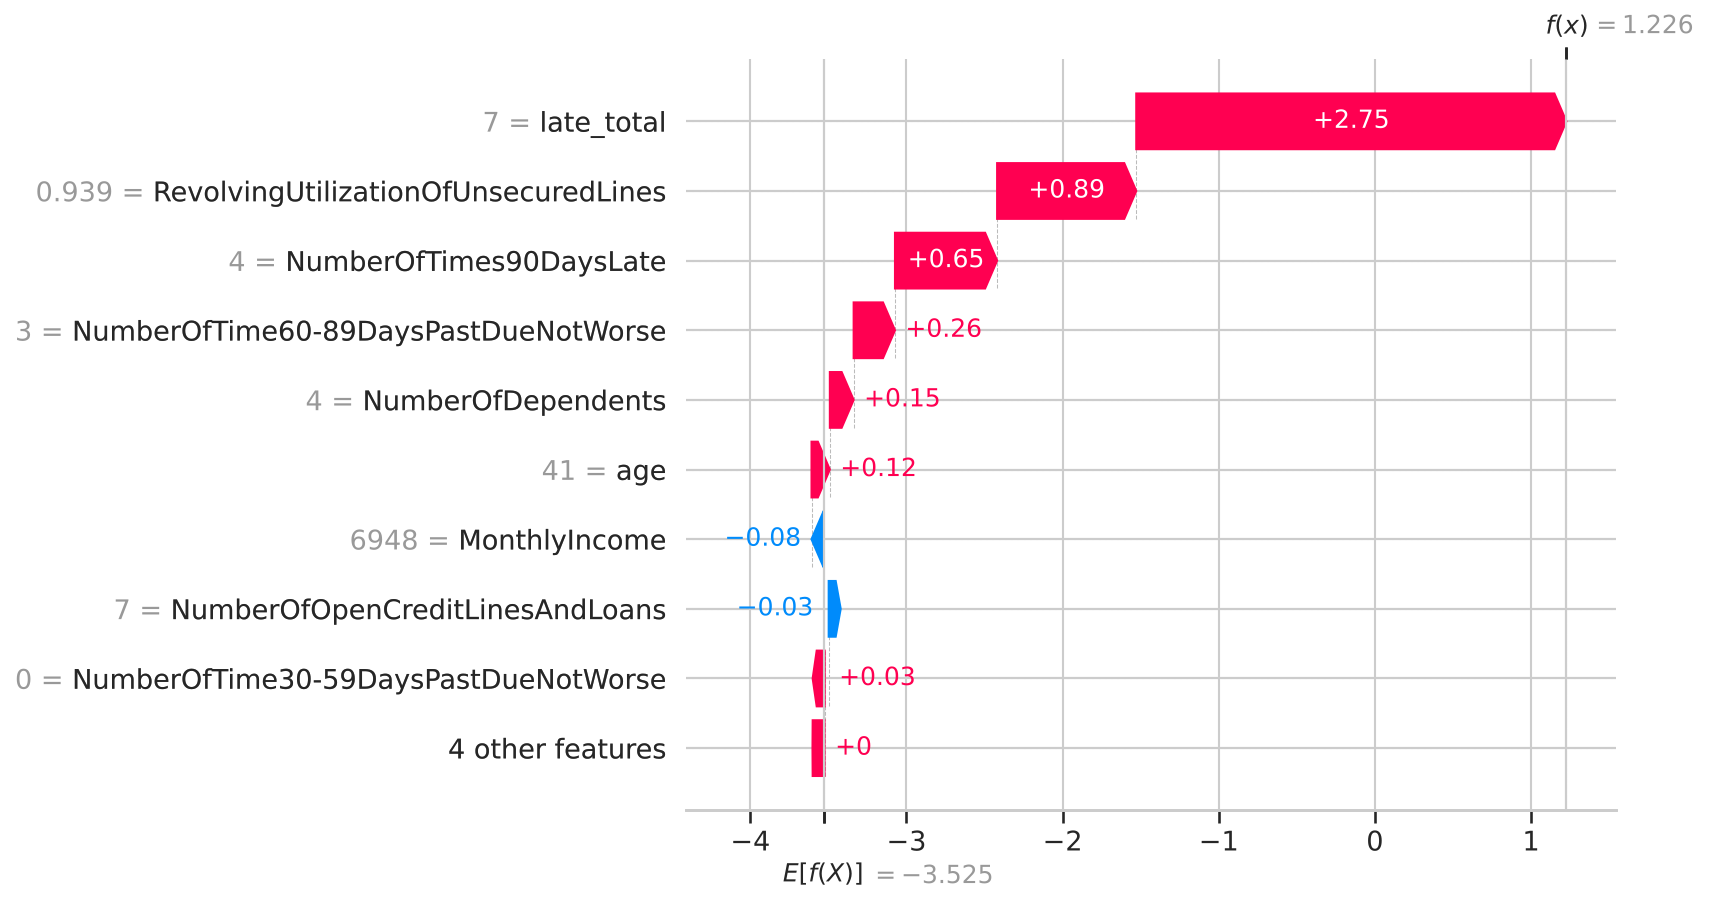 f(x) = 1.226
7 = late_total
+2.75
0.939 = RevolvingUtilizationOfUnsecuredLines
+0.89
4 = NumberOfTimes90DaysLate
+0.65
3 = NumberOfTime60-89DaysPastDueNotWorse
+0.26
4 = NumberOfDependents
+0.15
41 = age
+0.12
6948 = MonthlyIncome
−0.08
7 = NumberOfOpenCreditLinesAndLoans
−0.03
0 = NumberOfTime30-59DaysPastDueNotWorse
+0.03
4 other features
+0
−4 −3 −2 −1 0 1
E[f(X)] = −3.525